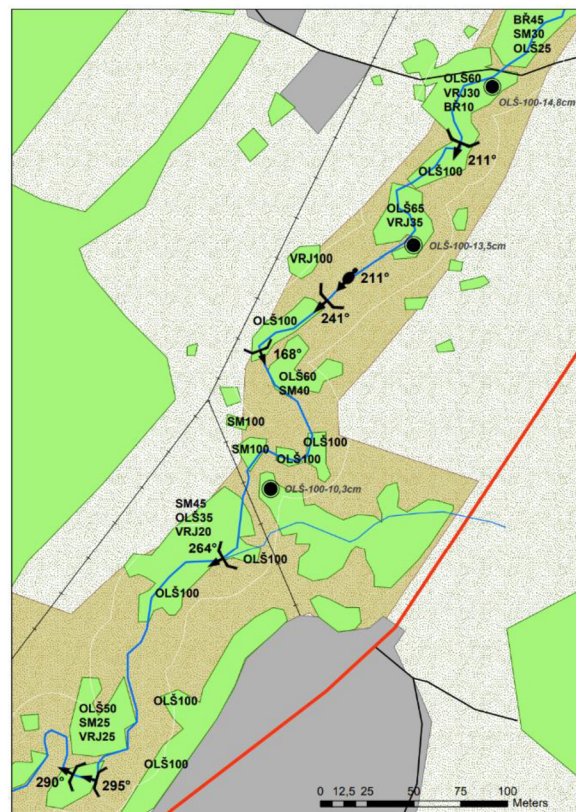 BŘ45
SM30
OLŠ25
OLŠ60
VRJ30
BŘ10
OLŠ-100-14,8cm
211°
OLŠ100
OLŠ65
VRJ35
OLŠ-100-13,5cm
VRJ100
211°
241°
OLŠ100
168°
OLŠ60
SM40
SM100
OLŠ100
SM100
OLŠ100
OLŠ-100-10,3cm
SM45
OLŠ35
VRJ20
264°
OLŠ100
OLŠ100
OLŠ100
OLŠ50
SM25
VRJ25
OLŠ100
290°
295°
0 12,5 25 50 75 100
Meters